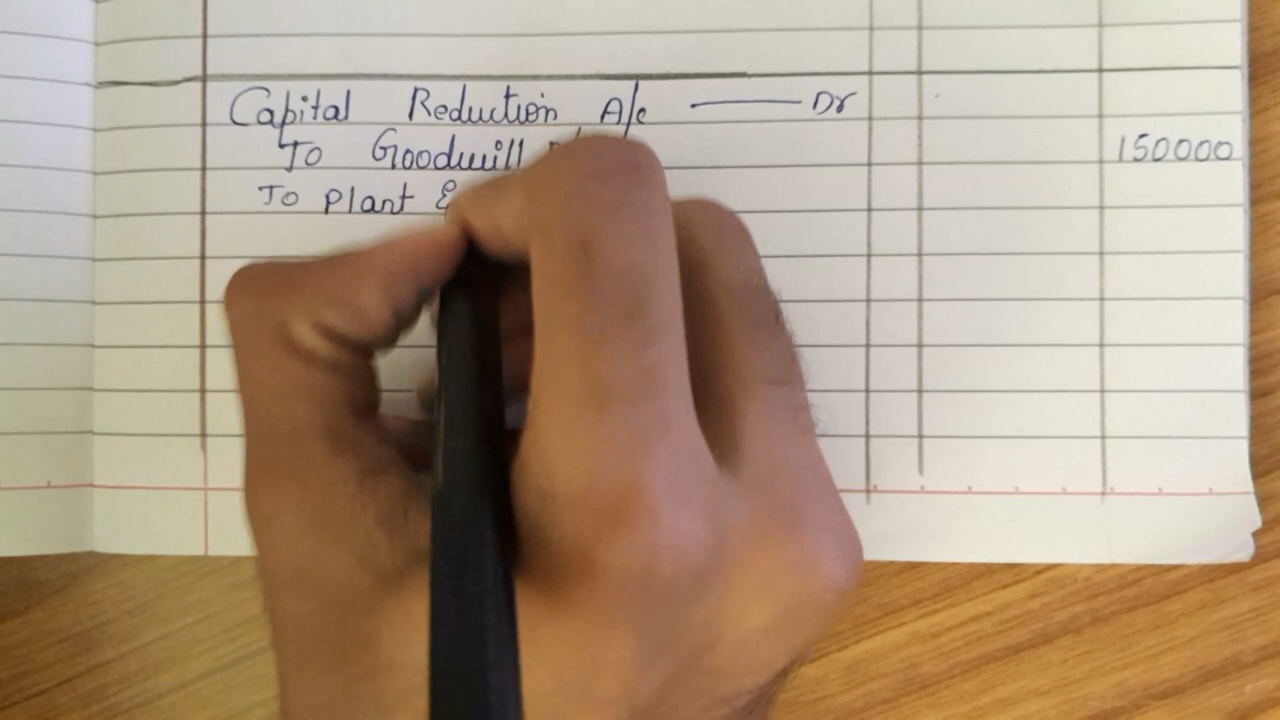 Capital Reduction A/c —— Dr
To Goodwill 150000
To Plant &